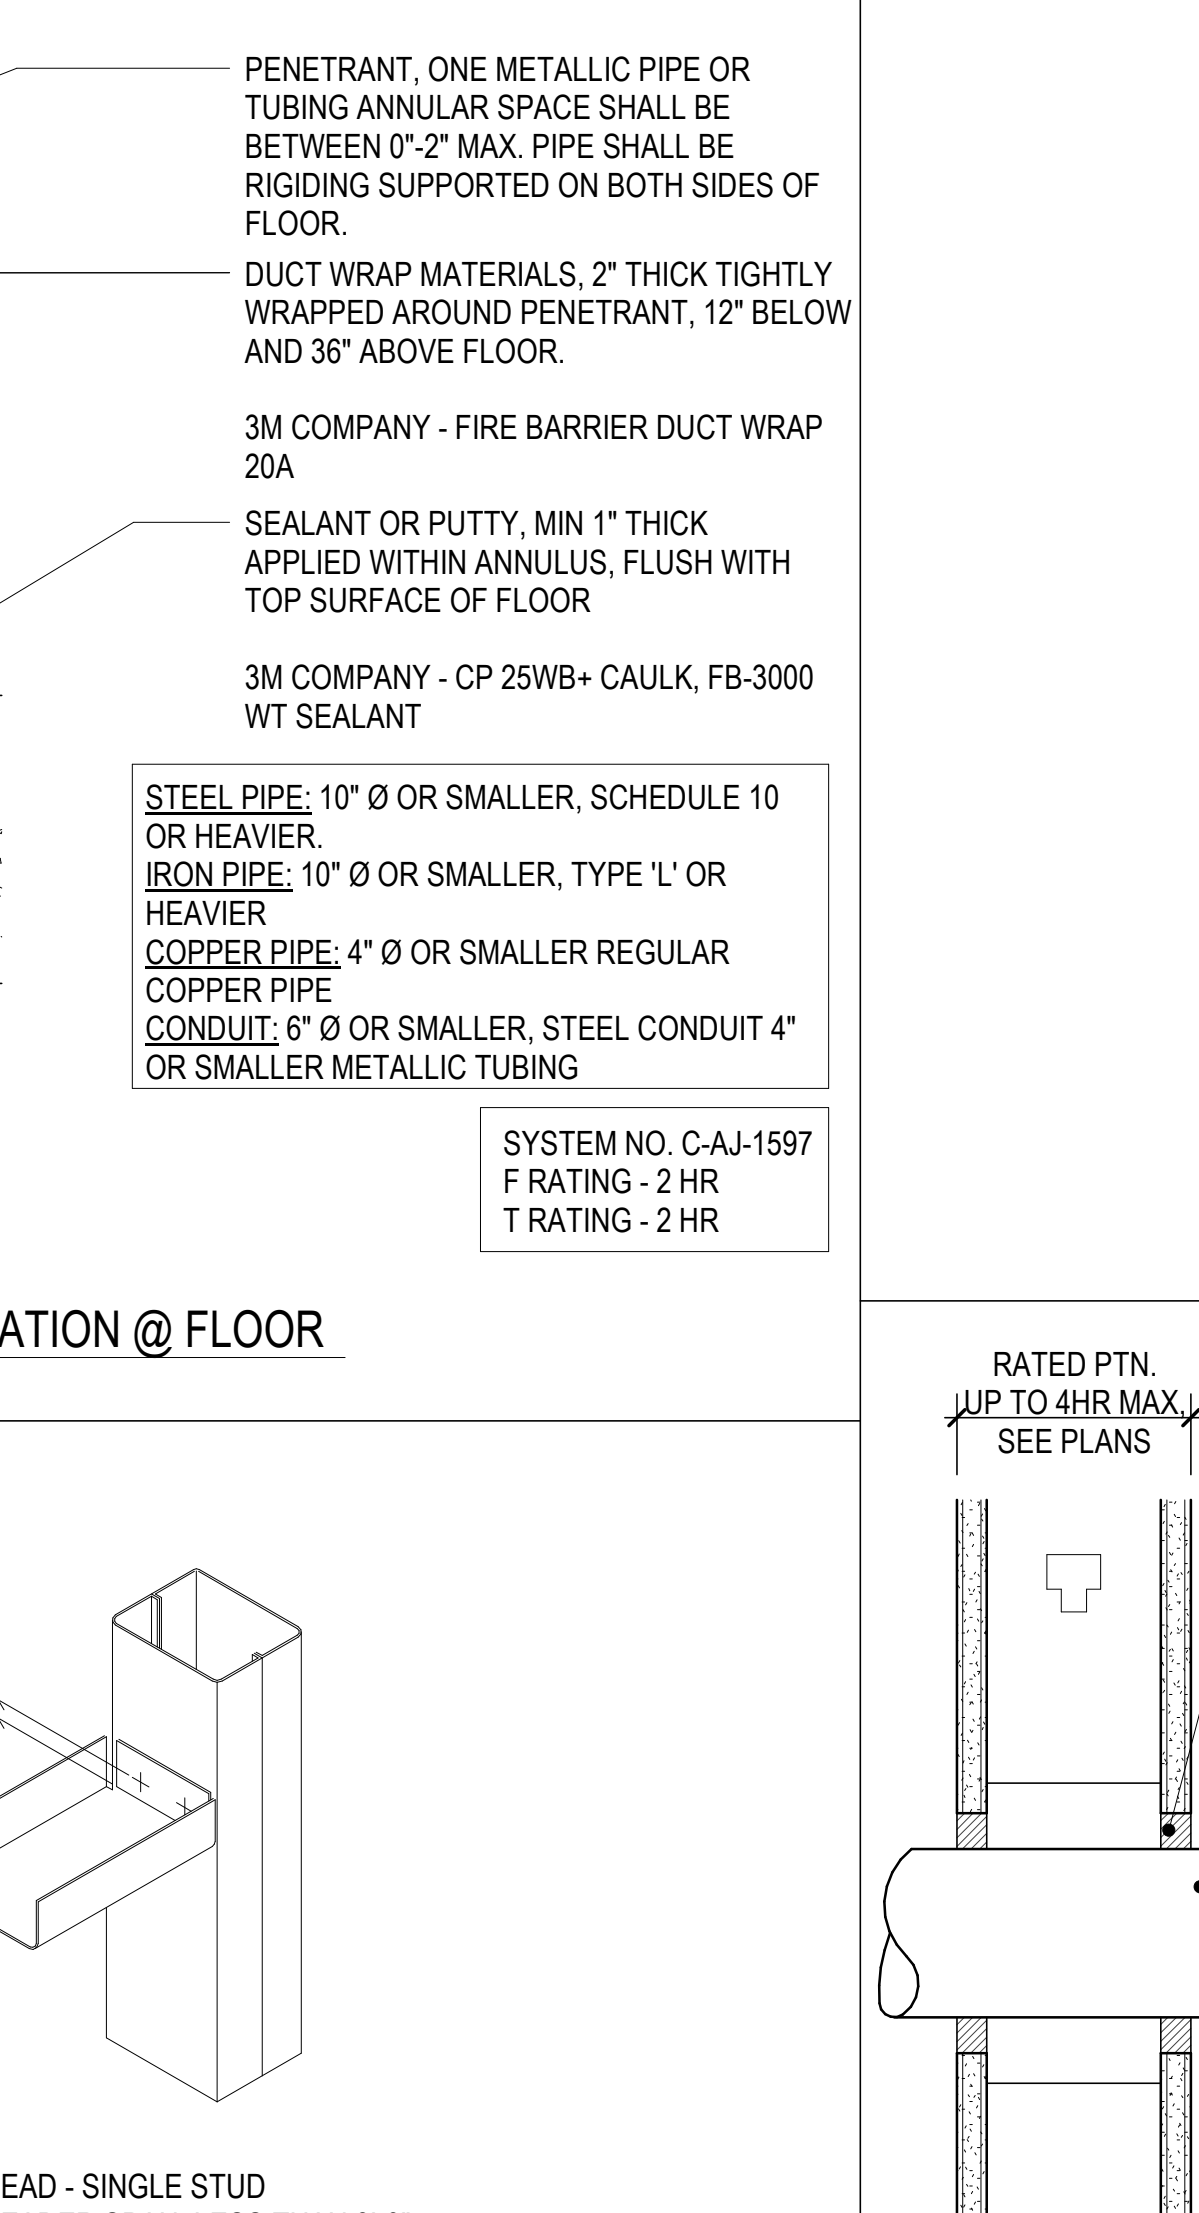 PENETRANT, ONE METALLIC PIPE OR
TUBING ANNULAR SPACE SHALL BE
BETWEEN 0"-2" MAX. PIPE SHALL BE
RIGIDING SUPPORTED ON BOTH SIDES OF
FLOOR.
DUCT WRAP MATERIALS, 2" THICK TIGHTLY
WRAPPED AROUND PENETRANT, 12" BELOW
AND 36" ABOVE FLOOR.
3M COMPANY - FIRE BARRIER DUCT WRAP
20A
SEALANT OR PUTTY, MIN 1" THICK
APPLIED WITHIN ANNULUS, FLUSH WITH
TOP SURFACE OF FLOOR
3M COMPANY - CP 25WB+ CAULK, FB-3000
WT SEALANT
STEEL PIPE: 10" Ø OR SMALLER, SCHEDULE 10
OR HEAVIER.
IRON PIPE: 10" Ø OR SMALLER, TYPE 'L' OR
HEAVIER
COPPER PIPE: 4" Ø OR SMALLER REGULAR
COPPER PIPE
CONDUIT: 6" Ø OR SMALLER, STEEL CONDUIT 4"
OR SMALLER METALLIC TUBING
SYSTEM NO. C-AJ-1597
F RATING - 2 HR
T RATING - 2 HR
ATION @ FLOOR
RATED PTN.
UP TO 4HR MAX,
SEE PLANS
EAD - SINGLE STUD